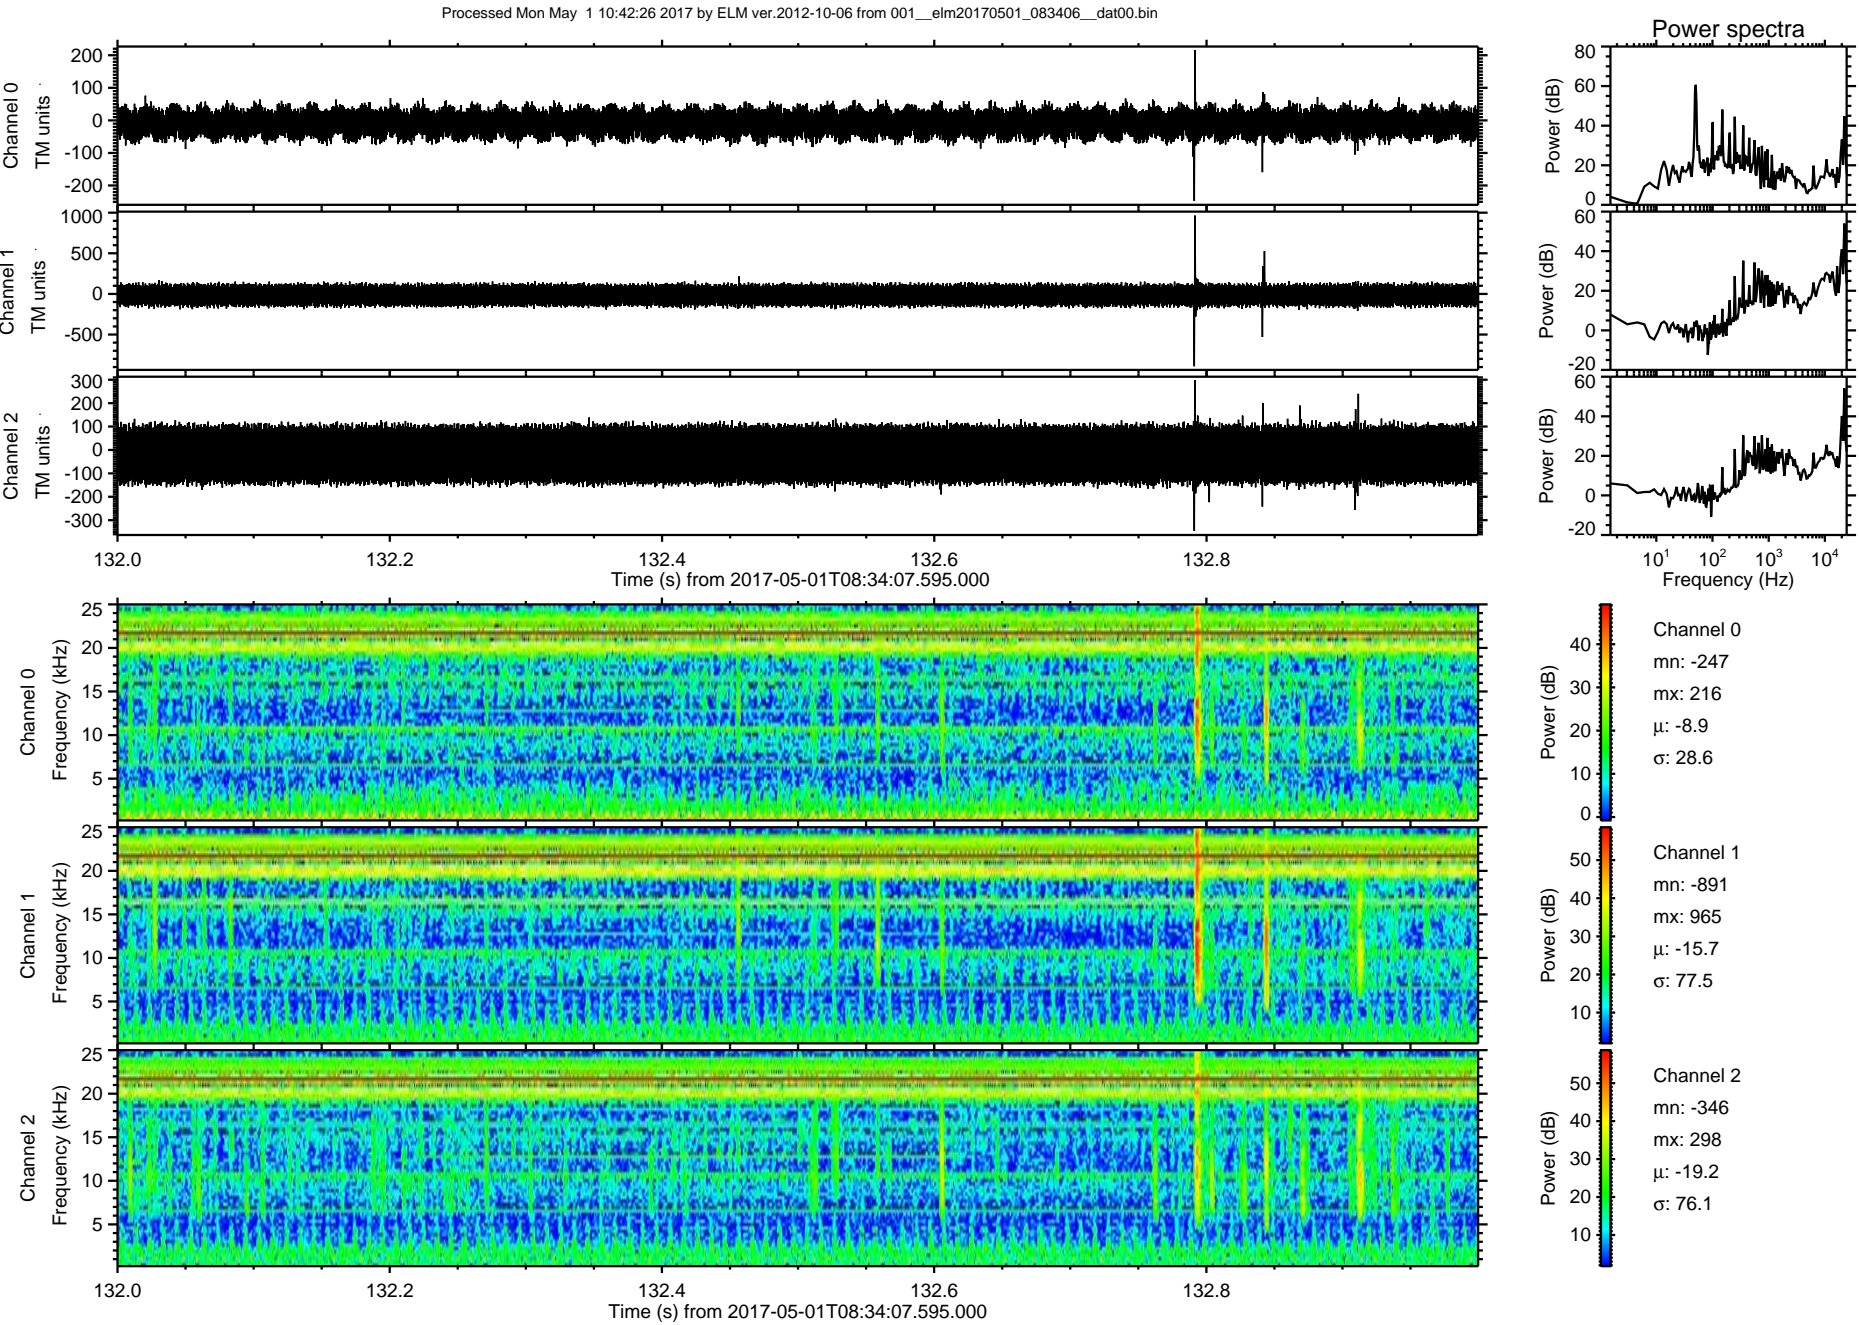 Processed Mon May  1 10:42:26 2017 by ELM ver.2012-10-06 from 001__elm20170501_083406__dat00.bin
Power spectra
Channel 0
TM units
200
100
0
-100
-200
Power (dB)
80
60
40
20
0
Channel 1
TM units
1000
500
0
-500
Power (dB)
60
40
20
0
-20
Channel 2
TM units
300
200
100
0
-100
-200
-300
Power (dB)
60
40
20
0
-20
132.0 132.2 132.4 132.6 132.8
Time (s) from 2017-05-01T08:34:07.595.000
10^1 10^2 10^3 10^4
Frequency (Hz)
Channel 0
Frequency (kHz)
25
20
15
10
5
Power (dB)
40
30
20
10
0
Channel 0
mn: -247
mx: 216
μ: -8.9
σ: 28.6
Channel 1
Frequency (kHz)
25
20
15
10
5
Power (dB)
50
40
30
20
10
Channel 1
mn: -891
mx: 965
μ: -15.7
σ: 77.5
Channel 2
Frequency (kHz)
25
20
15
10
5
Power (dB)
50
40
30
20
10
Channel 2
mn: -346
mx: 298
μ: -19.2
σ: 76.1
132.0 132.2 132.4 132.6 132.8
Time (s) from 2017-05-01T08:34:07.595.000